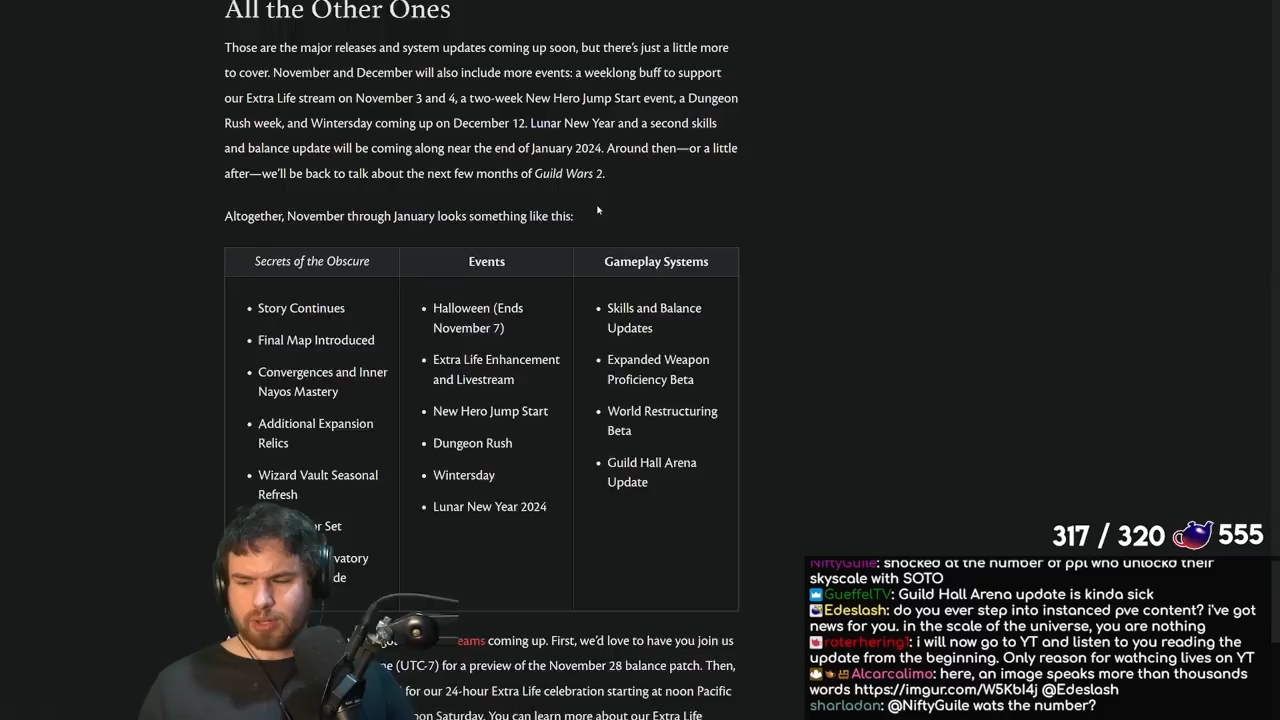 All the Other Ones
Those are the major releases and system updates coming up soon, but there's just a little more
to cover. November and December will also include more events: a weeklong buff to support
our Extra Life stream on November 3 and 4, a two-week New Hero Jump Start event, a Dungeon
Rush week, and Wintersday coming up on December 12. Lunar New Year and a second skills
and balance update will be coming along near the end of January 2024. Around then—or a little
after—we'll be back to talk about the next few months of Guild Wars 2.
Altogether, November through January looks something like this:
Secrets of the Obscure
Story Continues
Final Map Introduced
Convergences and Inner
Nayos Mastery
Additional Expansion
Relics
Wizard Vault Seasonal
Refresh
Set
Events
Halloween (Ends
November 7)
Extra Life Enhancement
and Livestream
New Hero Jump Start
Dungeon Rush
Wintersday
Lunar New Year 2024
Gameplay Systems
Skills and Balance
Updates
Expanded Weapon
Proficiency Beta
World Restructuring
Beta
Guild Hall Arena
Update
coming up. First, we'd love to have you join us
(UTC-7) for a preview of the November 28 balance patch. Then,
for our 24-hour Extra Life celebration starting at noon Pacific
Saturday. You can learn more about our Extra Life
317 / 320 555
NiftyGuile: shocked at the number of ppl who unlockd their
skyscale with SOTO
GueffelTV: Guild Hall Arena update is kinda sick
Edeslash: do you ever step into instanced pve content? i've got
news for you. in the scale of the universe, you are nothing
roterhering1: i will now go to YT and listen to you reading the
update from the beginning. Only reason for wathcing lives on YT
Alcarcalimo: here, an image speaks more than thousands
words https://imgur.com/W5KbI4j @Edeslash
sharladan: @NiftyGuile wats the number?